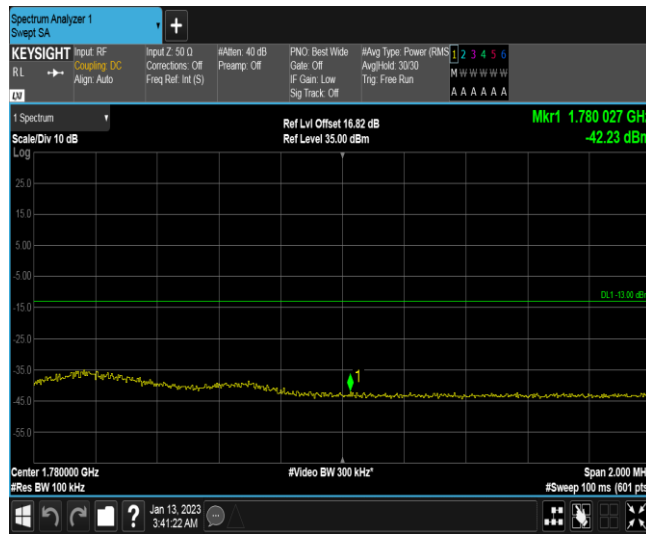 Spectrum Analyzer 1
Swept SA
+
KEYSIGHT
RL
LXI
Input: RF
Coupling: DC
Align: Auto
Input Z: 50 Ω
Corrections: Off
Freq Ref: Int (S)
#Atten: 40 dB
Preamp: Off
PNO: Best Wide
Gate: Off
IF Gain: Low
Sig Track: Off
#Avg Type: Power (RMS
Avg|Hold: 30/30
Trig: Free Run
1 2 3 4 5 6
M W W W W W
A A A A A A
1 Spectrum
Scale/Div 10 dB
Log
Ref Lvl Offset 16.82 dB
Ref Level 35.00 dBm
Mkr1 1.780 027 GHz
-42.23 dBm
25.0
15.0
5.00
-5.00
DL1 -13.00 dBm
-15.0
-25.0
-35.0
1
-45.0
-55.0
Center 1.780000 GHz
#Res BW 100 kHz
#Video BW 300 kHz*
Span 2.000 MH
#Sweep 100 ms (601 pts
?
Jan 13, 2023
3:41:22 AM